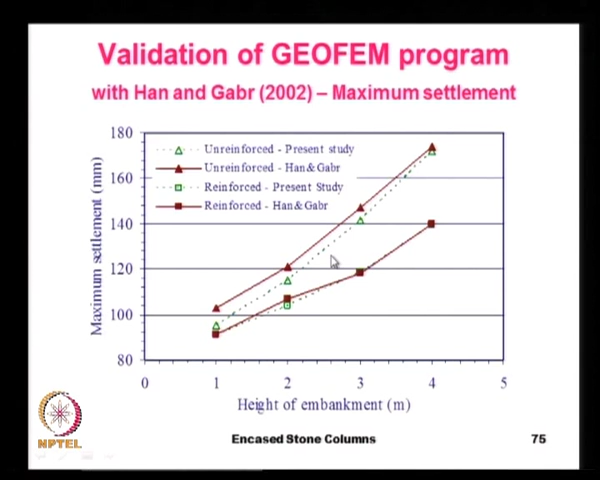 Validation of GEOFEM program
with Han and Gabr (2002) – Maximum settlement
Maximum settlement (mm)
180
160
140
120
100
80
Unreinforced - Present study
Unreinforced - Han&Gabr
Reinforced - Present Study
Reinforced - Han&Gabr
0 1 2 3 4 5
Height of embankment (m)
NPTEL
Encased Stone Columns 75